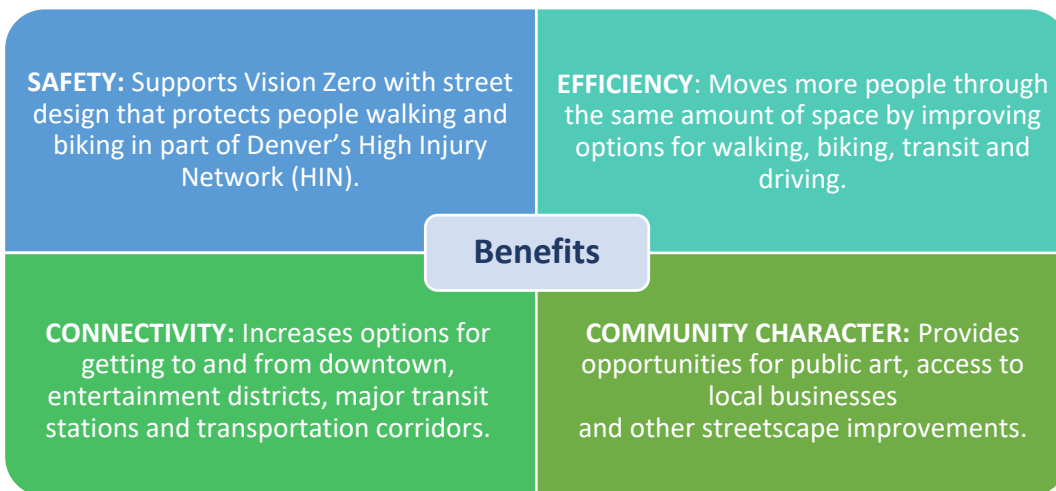 SAFETY: Supports Vision Zero with street
design that protects people walking and
biking in part of Denver’s High Injury
Network (HIN).
EFFICIENCY: Moves more people through
the same amount of space by improving
options for walking, biking, transit and
driving.
Benefits
CONNECTIVITY: Increases options for
getting to and from downtown,
entertainment districts, major transit
stations and transportation corridors.
COMMUNITY CHARACTER: Provides
opportunities for public art, access to
local businesses
and other streetscape improvements.